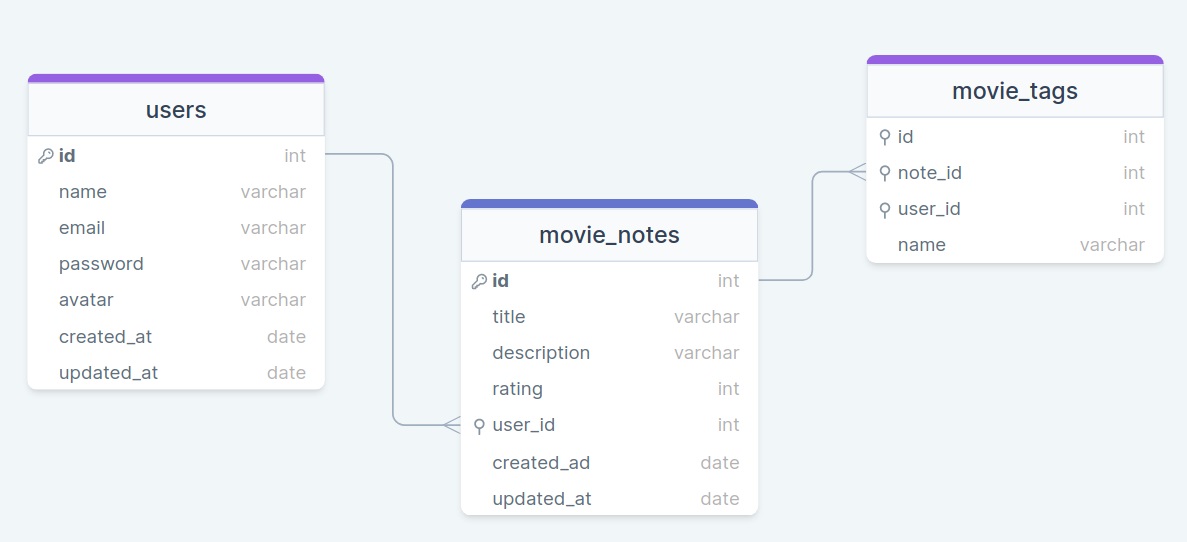 users
id int
name varchar
email varchar
password varchar
avatar varchar
created_at date
updated_at date
movie_notes
id int
title varchar
description varchar
rating int
user_id int
created_ad date
updated_at date
movie_tags
id int
note_id int
user_id int
name varchar